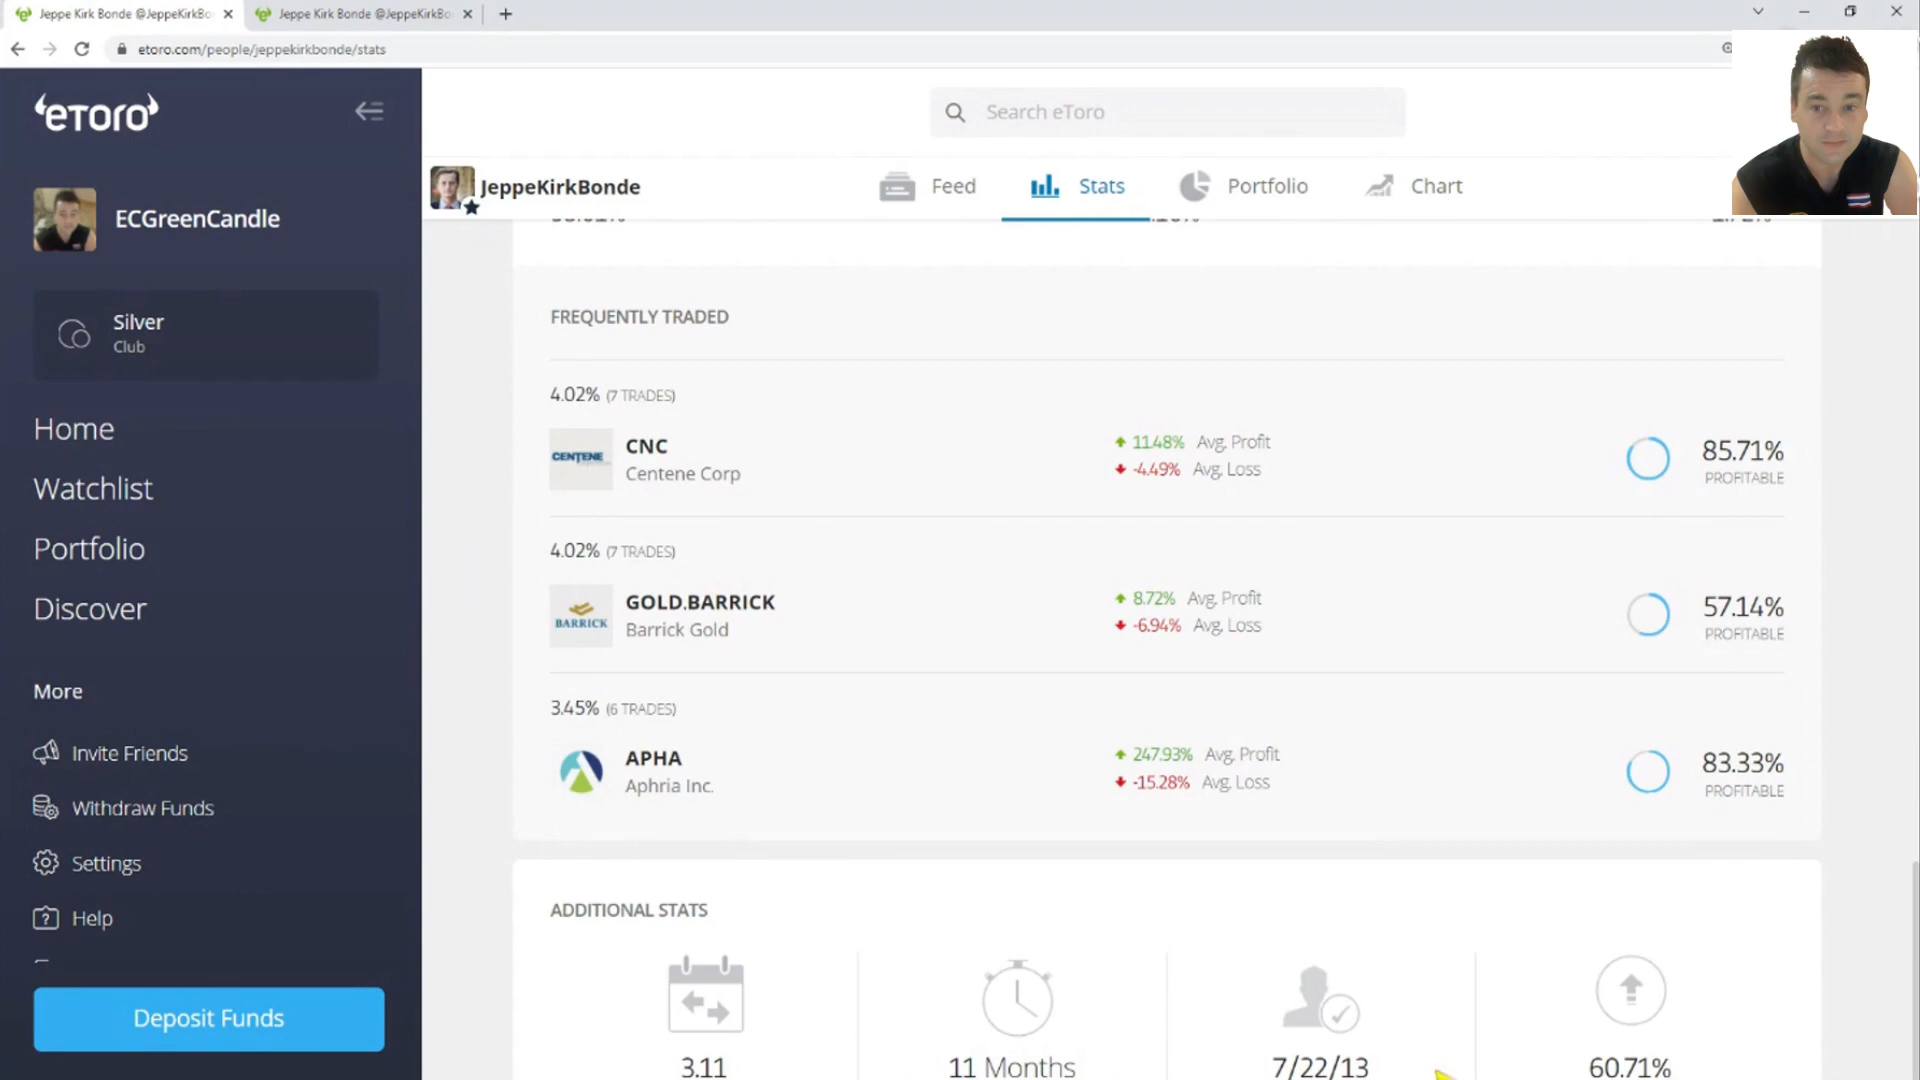 Jeppe Kirk Bonde @JeppeKirkBo
Jeppe Kirk Bonde @JeppeKirkBo
etoro.com/people/jeppekirkbonde/stats
eToro
Search eToro
JeppeKirkBonde
Feed
Stats
Portfolio
Chart
ECGreenCandle
Silver
Club
Home
Watchlist
Portfolio
Discover
More
Invite Friends
Withdraw Funds
Settings
Help
Deposit Funds
FREQUENTLY TRADED
4.02% (7 TRADES)
CENTENE
CNC
Centene Corp
11.48% Avg. Profit
-4.49% Avg. Loss
85.71%
PROFITABLE
4.02% (7 TRADES)
BARRICK
GOLD.BARRICK
Barrick Gold
8.72% Avg. Profit
-6.94% Avg. Loss
57.14%
PROFITABLE
3.45% (6 TRADES)
APHA
Aphria Inc.
247.93% Avg. Profit
-15.28% Avg. Loss
83.33%
PROFITABLE
ADDITIONAL STATS
3.11
11 Months
7/22/13
60.71%